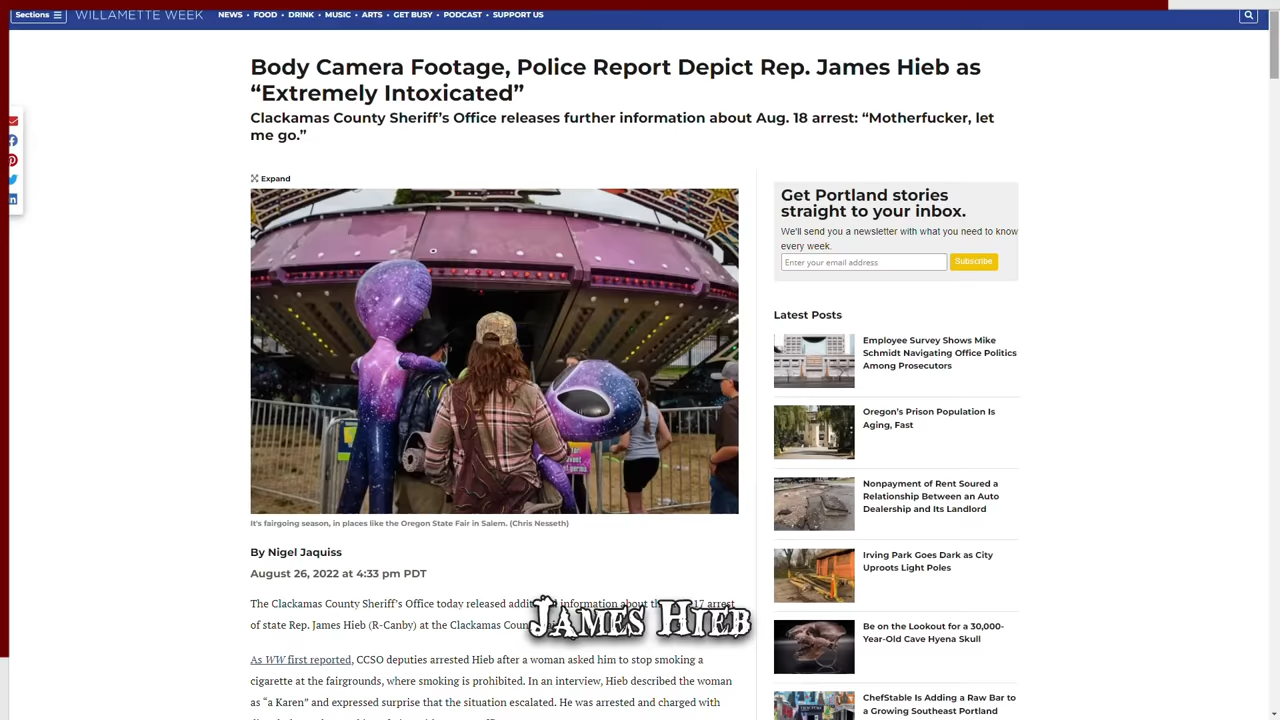 Sections
WILLAMETTE WEEK
NEWS • FOOD • DRINK • MUSIC • ARTS • GET BUSY • PODCAST • SUPPORT US
Body Camera Footage, Police Report Depict Rep. James Hieb as
“Extremely Intoxicated”
Clackamas County Sheriff’s Office releases further information about Aug. 18 arrest: “Motherfucker, let
me go.”
Expand
It's fairgoing season, in places like the Oregon State Fair in Salem. (Chris Nesseth)
By Nigel Jaquiss
August 26, 2022 at 4:33 pm PDT
The Clackamas County Sheriff’s Office today released information about 17 arrest
of state Rep. James Hieb (R-Canby) at the Clackamas
James Hieb
As WW first reported, CCSO deputies arrested Hieb after a woman asked him to stop smoking a
cigarette at the fairgrounds, where smoking is prohibited. In an interview, Hieb described the woman
as “a Karen” and expressed surprise that the situation escalated. He was arrested and charged with
Get Portland stories
straight to your inbox.
We'll send you a newsletter with what you need to know
every week.
Enter your email address
Subscribe
Latest Posts
Employee Survey Shows Mike
Schmidt Navigating Office Politics
Among Prosecutors
Oregon’s Prison Population Is
Aging, Fast
Nonpayment of Rent Soured a
Relationship Between an Auto
Dealership and Its Landlord
Irving Park Goes Dark as City
Uproots Light Poles
Be on the Lookout for a 30,000-
Year-Old Cave Hyena Skull
ChefStable Is Adding a Raw Bar to
a Growing Southeast Portland